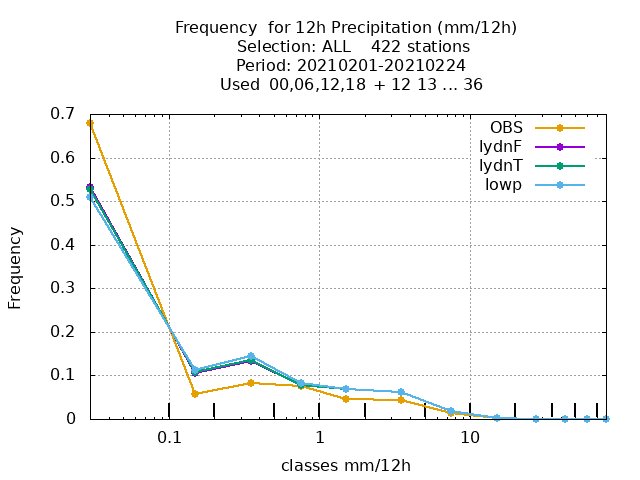 Frequency  for 12h Precipitation (mm/12h)
Selection: ALL    422 stations
Period: 20210201-20210224
Used  00,06,12,18  + 12 13 ... 36
0.7
0.6
0.5
0.4
0.3
0.2
0.1
0
Frequency
OBS
lydnF
lydnT
lowp
0.1
1
10
classes mm/12h